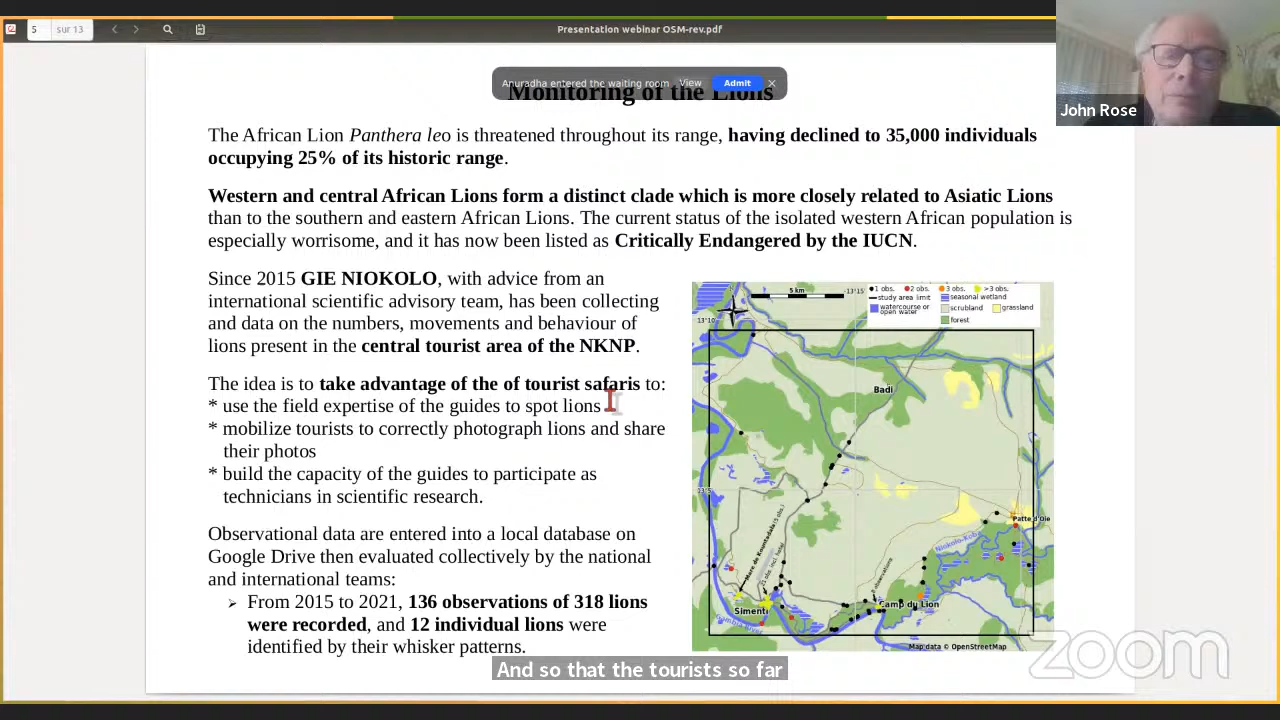 5 sur 13
Presentation webinar OSM-rev.pdf
Anuradha entered the waiting room View Admit
Monitoring of the Lions
John Rose
The African Lion Panthera leo is threatened throughout its range, having declined to 35,000 individuals
occupying 25% of its historic range.
Western and central African Lions form a distinct clade which is more closely related to Asiatic Lions
than to the southern and eastern African Lions. The current status of the isolated western African population is
especially worrisome, and it has now been listed as Critically Endangered by the IUCN.
Since 2015 GIE NIOKOLO, with advice from an
international scientific advisory team, has been collecting
and data on the numbers, movements and behaviour of
lions present in the central tourist area of the NKNP.
The idea is to take advantage of the of tourist safaris to:
* use the field expertise of the guides to spot lions
* mobilize tourists to correctly photograph lions and share
their photos
* build the capacity of the guides to participate as
technicians in scientific research.
Observational data are entered into a local database on
Google Drive then evaluated collectively by the national
and international teams:
➢ From 2015 to 2021, 136 observations of 318 lions
were recorded, and 12 individual lions were
identified by their whisker patterns.
5 km
-13°15'
1 obs. 2 obs. 3 obs. >3 obs.
study area limit seasonal wetland
watercourse or
open water
scrubland grassland
forest
13°10'
Badi
13°5'
Patte d'Oie
Niokolo-Koba
Simenti
Camp du Lion
Gambia River
Map data © OpenStreetMap
And so that the tourists so far
zoom